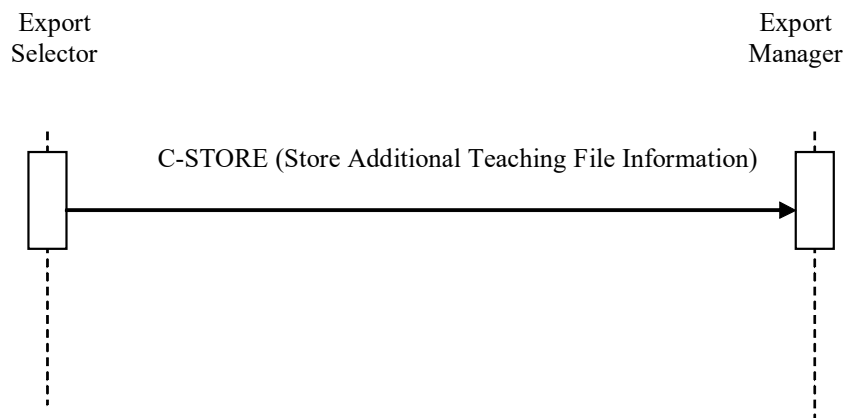 Export
Selector
Export
Manager
C-STORE (Store Additional Teaching File Information)